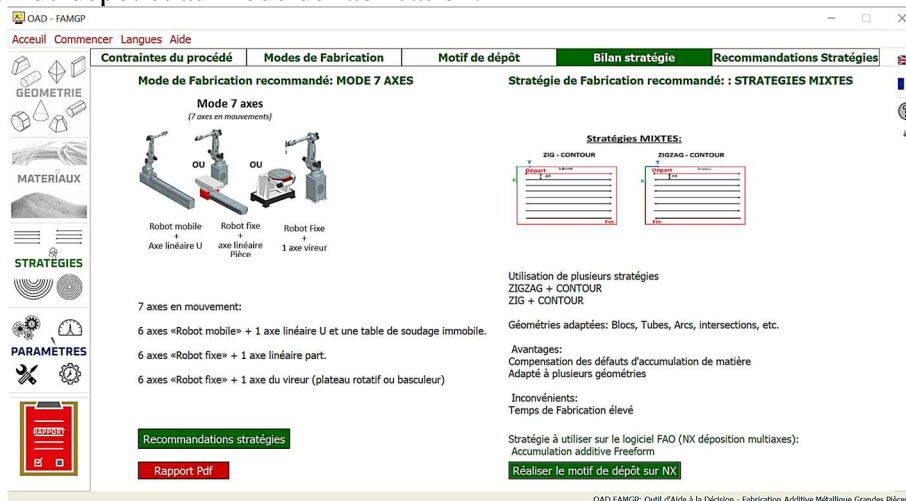 OAD - FAMGP
Acceuil Commencer Langues Aide
Contraintes du procédé
Modes de Fabrication
Motif de dépôt
Bilan stratégie
Recommandations Stratégies
GEOMETRIE
MATERIAUX
STRATEGIES
PARAMETRES
RAPPORT
Mode de Fabrication recommandé: MODE 7 AXES
Mode 7 axes
(7 axes en mouvements)
OU
OU
Robot mobile
+
Axe linéaire U
Robot fixe
+
axe linéaire
Pièce
Robot Fixe
+
1 axe vireur
7 axes en mouvement:
6 axes «Robot mobile» + 1 axe linéaire U et une table de soudage immobile.
6 axes «Robot fixe» + 1 axe linéaire part.
6 axes «Robot fixe» + 1 axe du vireur (plateau rotatif ou basculeur)
Recommandations stratégies
Rapport Pdf
Stratégie de Fabrication recommandé: : STRATEGIES MIXTES
Stratégies MIXTES:
ZIG - CONTOUR
Y
Départ
X
Fin
ZIGZAG - CONTOUR
Y
Départ
X
Fin
Utilisation de plusieurs stratégies
ZIGZAG + CONTOUR
ZIG + CONTOUR
Géométries adaptées: Blocs, Tubes, Arcs, intersections, etc.
Avantages:
Compensation des défauts d'accumulation de matière
Adapté à plusieurs géométries
Inconvénients:
Temps de Fabrication élevé
Stratégie à utiliser sur le logiciel FAO (NX déposition multiaxes):
Accumulation additive Freeform
Réaliser le motif de dépôt sur NX
OAD FAMGP: Outil d'Aide à la Décision - Fabrication Additive Métallique Grandes Pièces